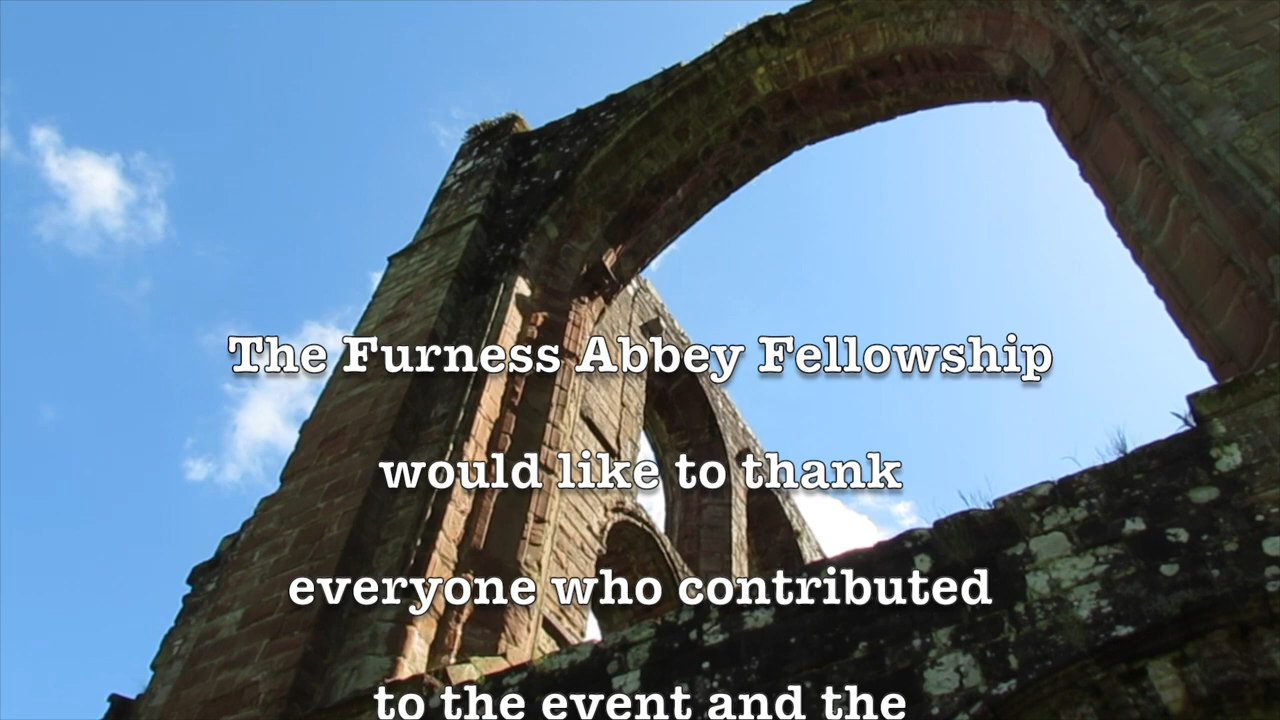 The Furness Abbey Fellowship
would like to thank
everyone who contributed
to the event and the